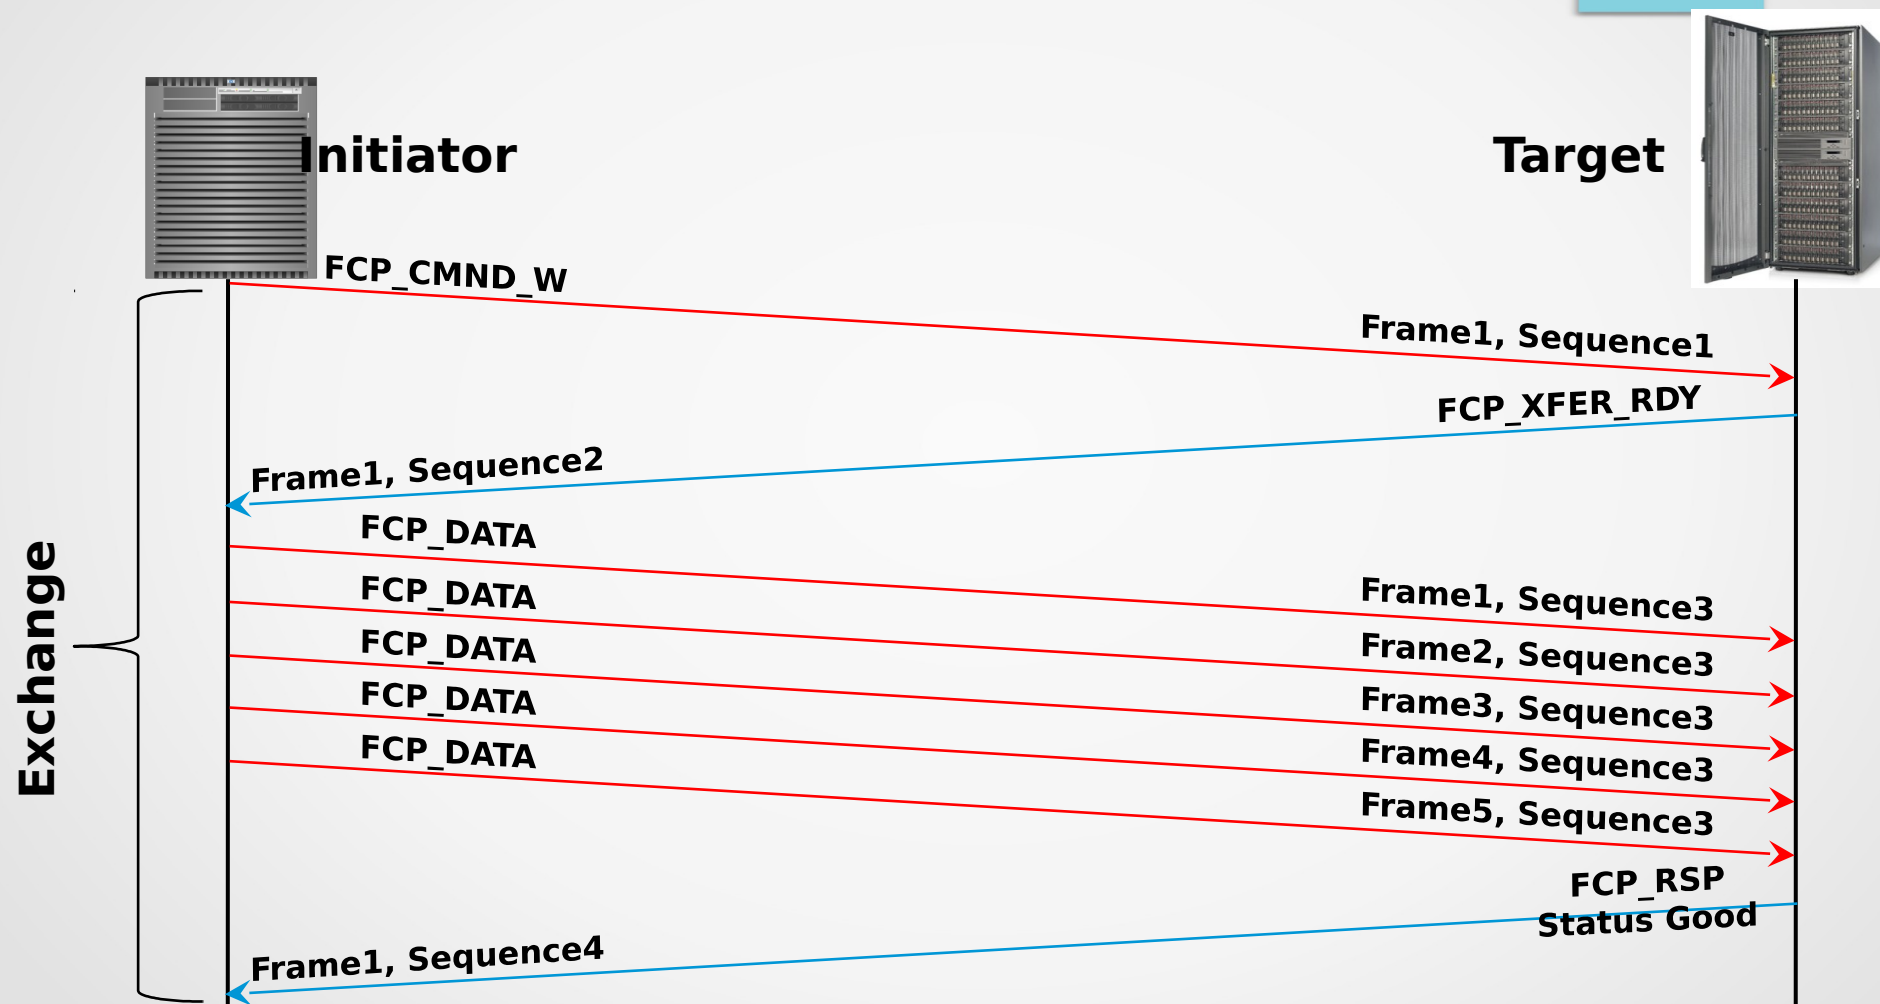 Initiator
Target
FCP_CMND_W
Frame1, Sequence1
FCP_XFER_RDY
Frame1, Sequence2
FCP_DATA
Frame1, Sequence3
FCP_DATA
Frame2, Sequence3
FCP_DATA
Frame3, Sequence3
FCP_DATA
Frame4, Sequence3
FCP_DATA
Frame5, Sequence3
FCP_RSP
Status Good
Frame1, Sequence4
Exchange